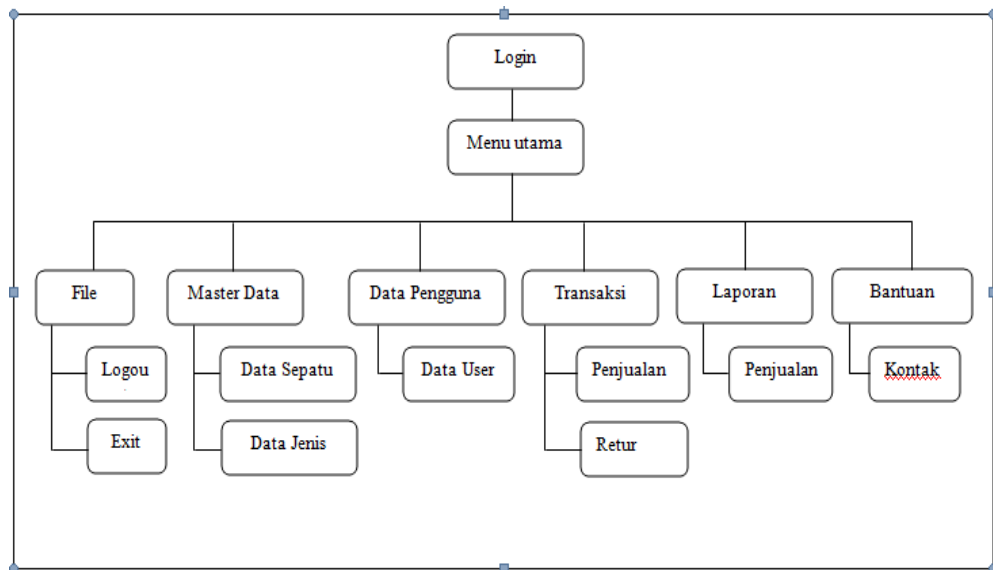 Login
Menu utama
File
Master Data
Data Pengguna
Transaksi
Laporan
Bantuan
Logou
Data Sepatu
Data User
Penjualan
Penjualan
Kontak
Exit
Data Jenis
Retur